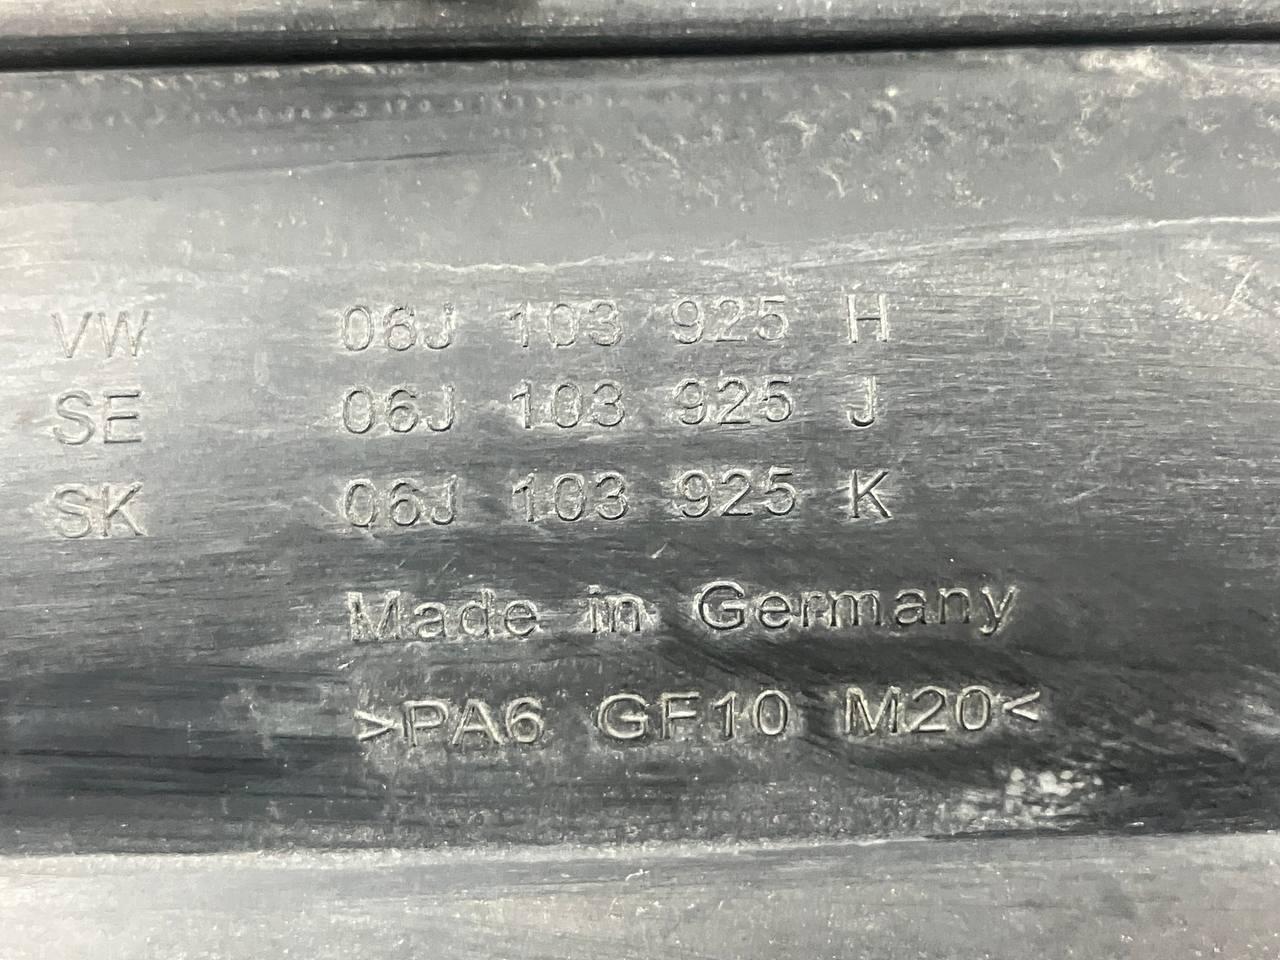 VW 06J 103 925 H
SE 06J 103 925 J
SK 06J 103 925 K
Made in Germany
>PA6 GF10 M20<